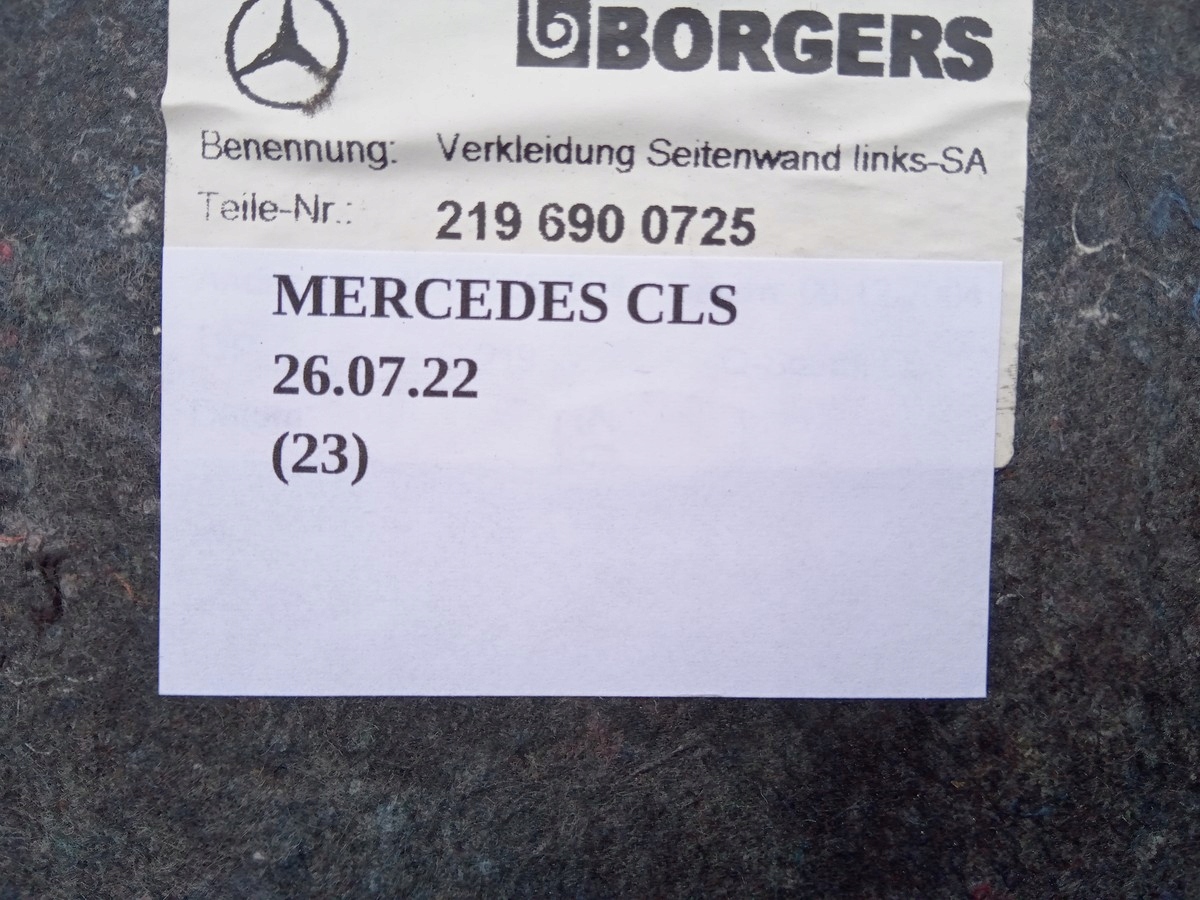 BORGERS
Benennung: Verkleidung Seitenwand links-SA
Teile-Nr.: 219 690 0725
MERCEDES CLS
26.07.22
(23)